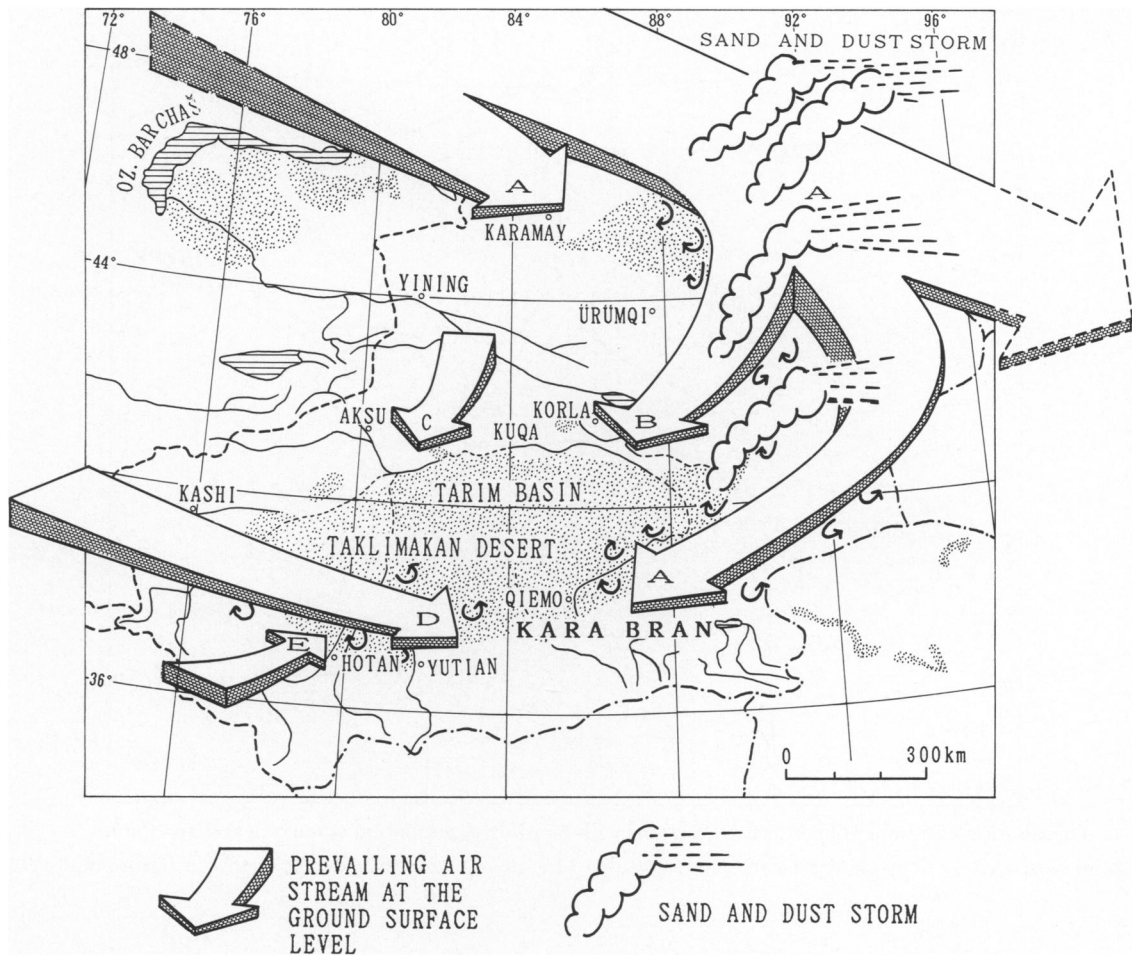 72° 76° 80° 84° 88° 92° 96°
SAND AND DUST STORM
48°
OZ. BARCHAŠ
A
A
KARAMAY
44°
YINING
ÜRÜMQI
AKSU
C
KORLA
B
KUQA
KASHI
TARIM BASIN
TAKLIMAKAN DESERT
A
D
QIEMO
KARA BRAN
E
HOTAN
YUTIAN
36°
0 300km
PREVAILING AIR
STREAM AT THE
GROUND SURFACE
LEVEL
SAND AND DUST STORM